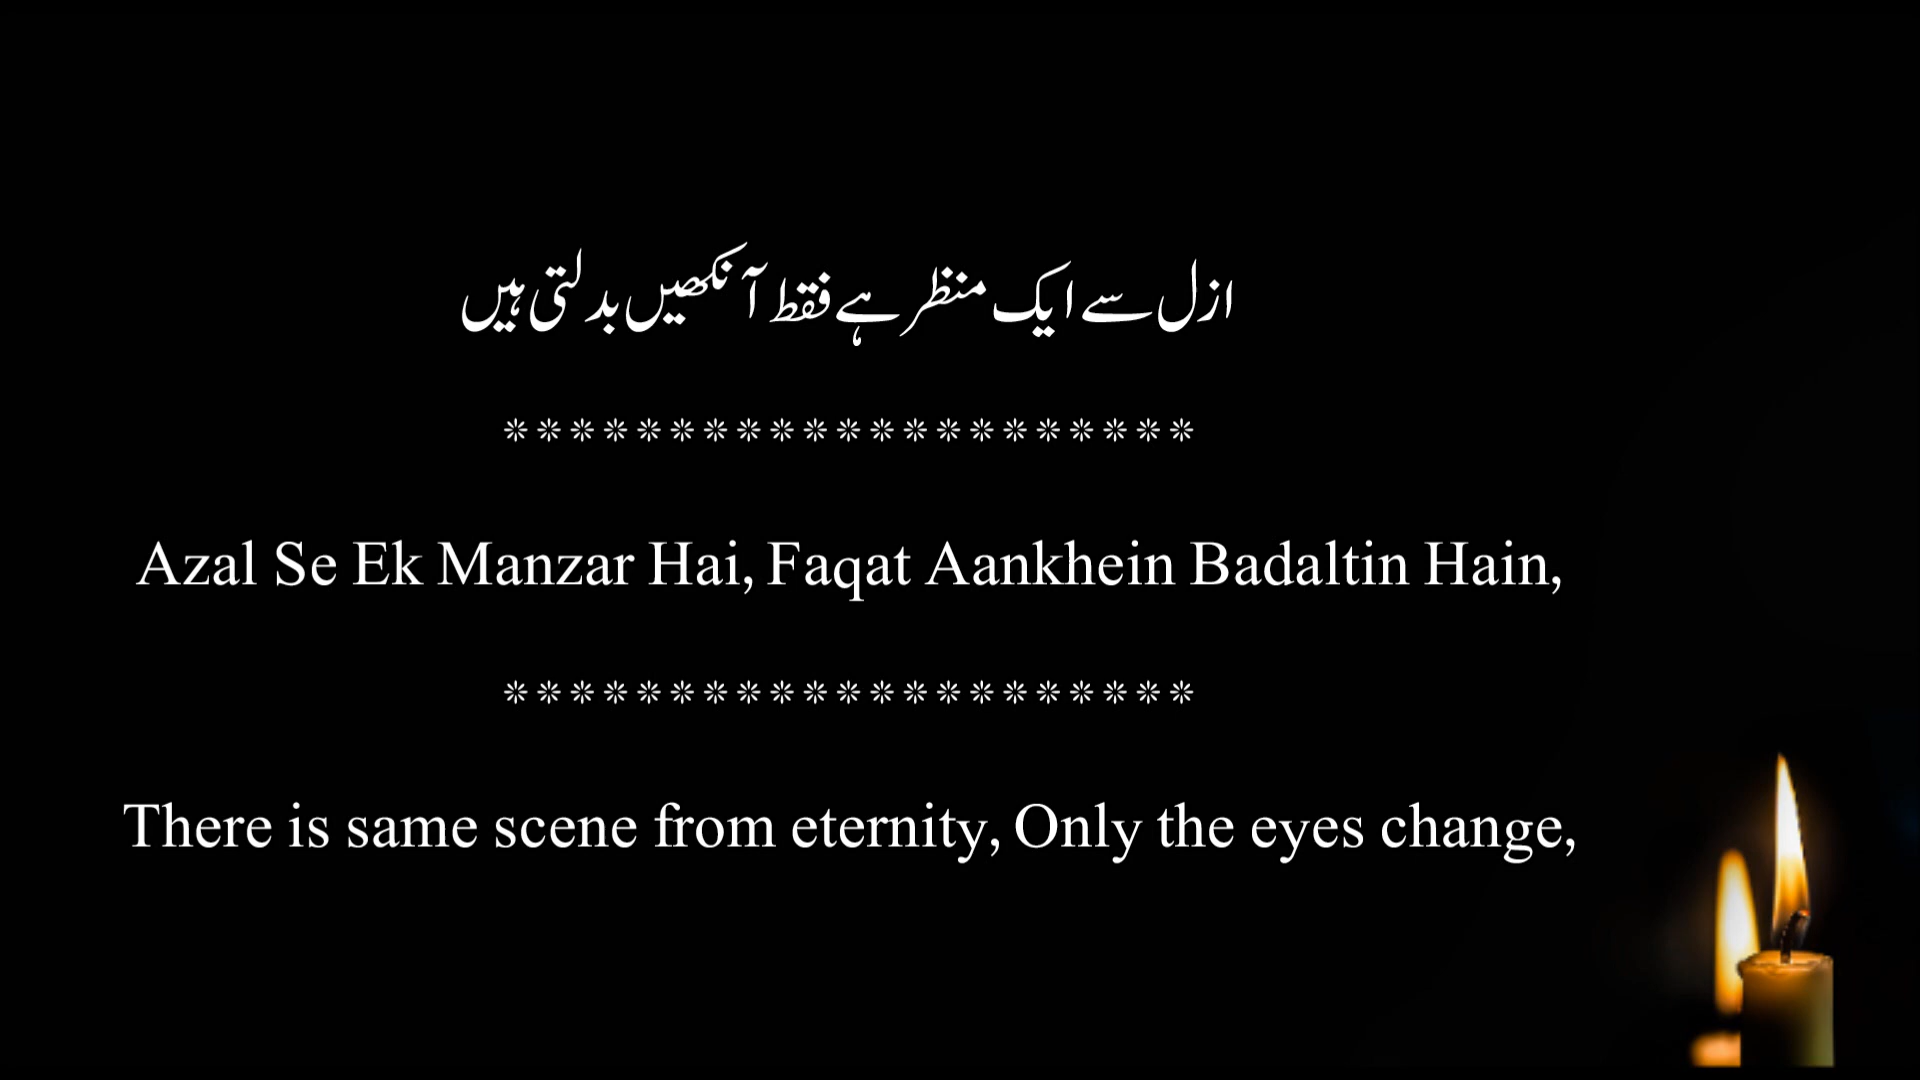 ازل سے ایک منظر ہے فقط آنکھیں بدلتی ہیں
❊❊❊❊❊❊❊❊❊❊❊❊❊❊❊❊❊❊❊❊❊
Azal Se Ek Manzar Hai, Faqat Aankhein Badaltin Hain,
❊❊❊❊❊❊❊❊❊❊❊❊❊❊❊❊❊❊❊❊❊
There is same scene from eternity, Only the eyes change,